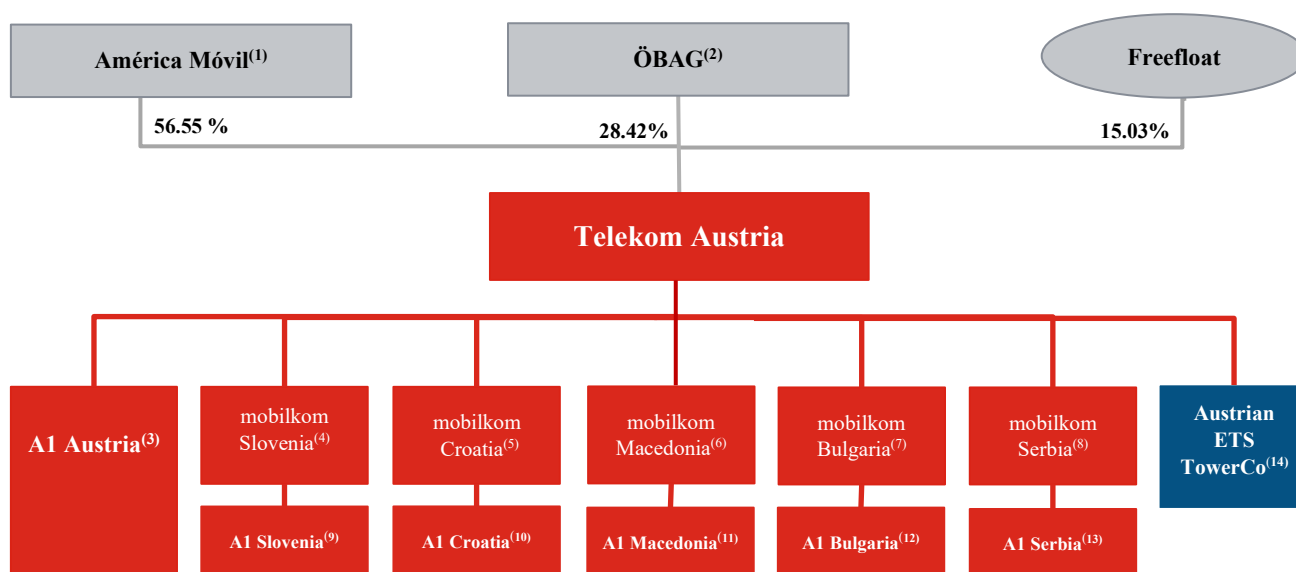 América Móvil(1)
ÖBAG(2)
Freefloat
56.55 %
28.42%
15.03%
Telekom Austria
A1 Austria(3)
mobilkom
Slovenia(4)
mobilkom
Croatia(5)
mobilkom
Macedonia(6)
mobilkom
Bulgaria(7)
mobilkom
Serbia(8)
Austrian
ETS
TowerCo(14)
A1 Slovenia(9)
A1 Croatia(10)
A1 Macedonia(11)
A1 Bulgaria(12)
A1 Serbia(13)